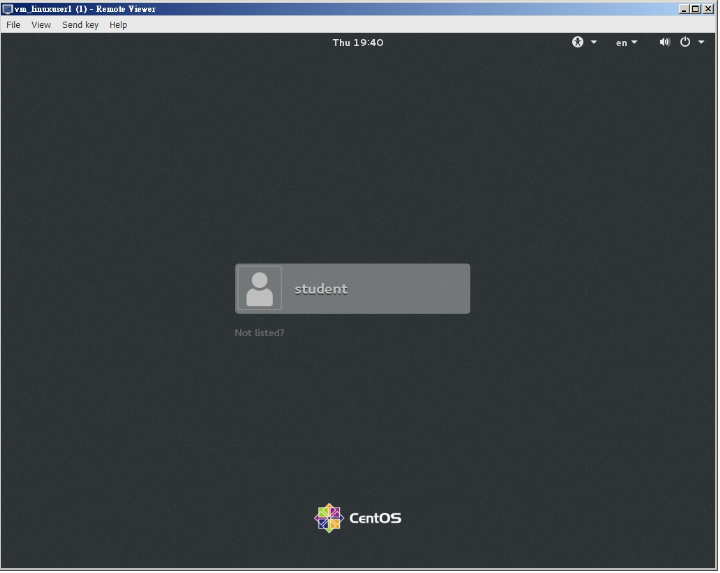 vm_linuxuser1 (1) - Remote Viewer
File View Send key Help
Thu 19:40 en
student
Not listed?
CentOS